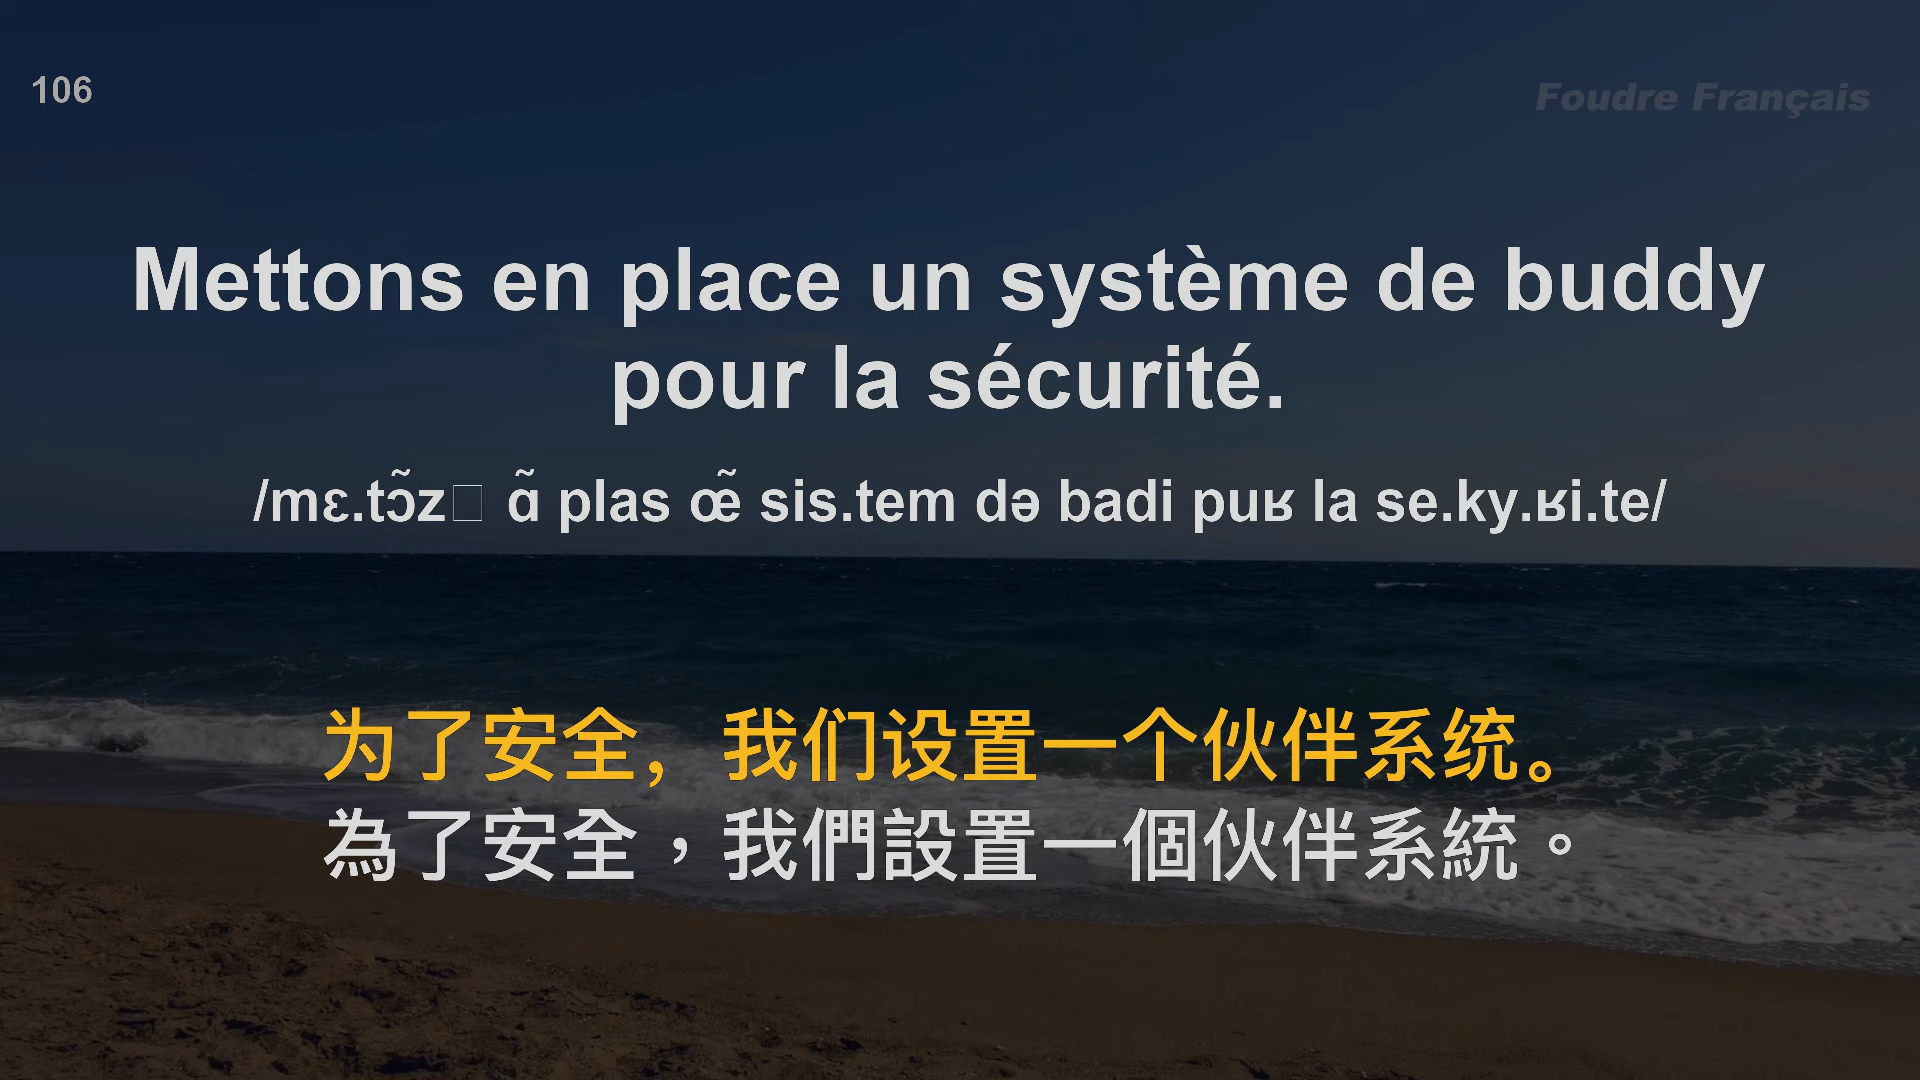 106
Foudre Français
Mettons en place un système de buddy
pour la sécurité.
/mɛ.tɔ̃z□ ɑ̃ plas œ̃ sis.tem də badi puʁ la se.ky.ʁi.te/
为了安全，我们设置一个伙伴系统。
為了安全，我們設置一個伙伴系統。